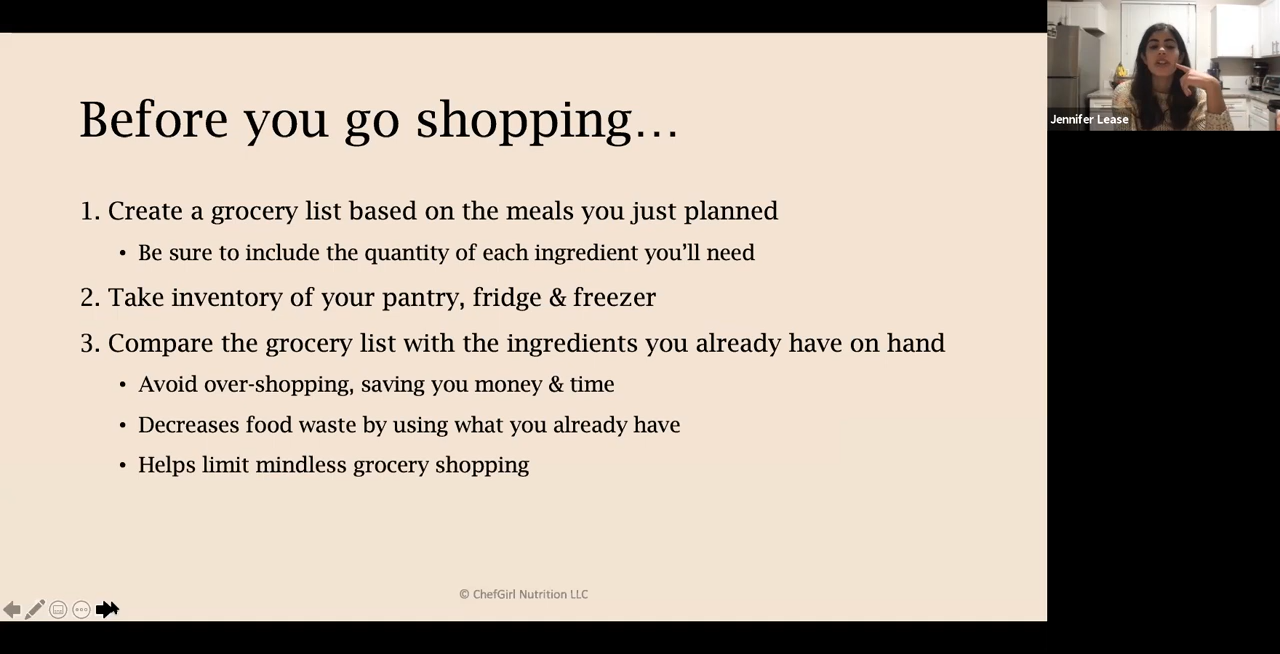 Before you go shopping…
1. Create a grocery list based on the meals you just planned
• Be sure to include the quantity of each ingredient you’ll need
2. Take inventory of your pantry, fridge & freezer
3. Compare the grocery list with the ingredients you already have on hand
• Avoid over-shopping, saving you money & time
• Decreases food waste by using what you already have
• Helps limit mindless grocery shopping
© ChefGirl Nutrition LLC
Jennifer Lease